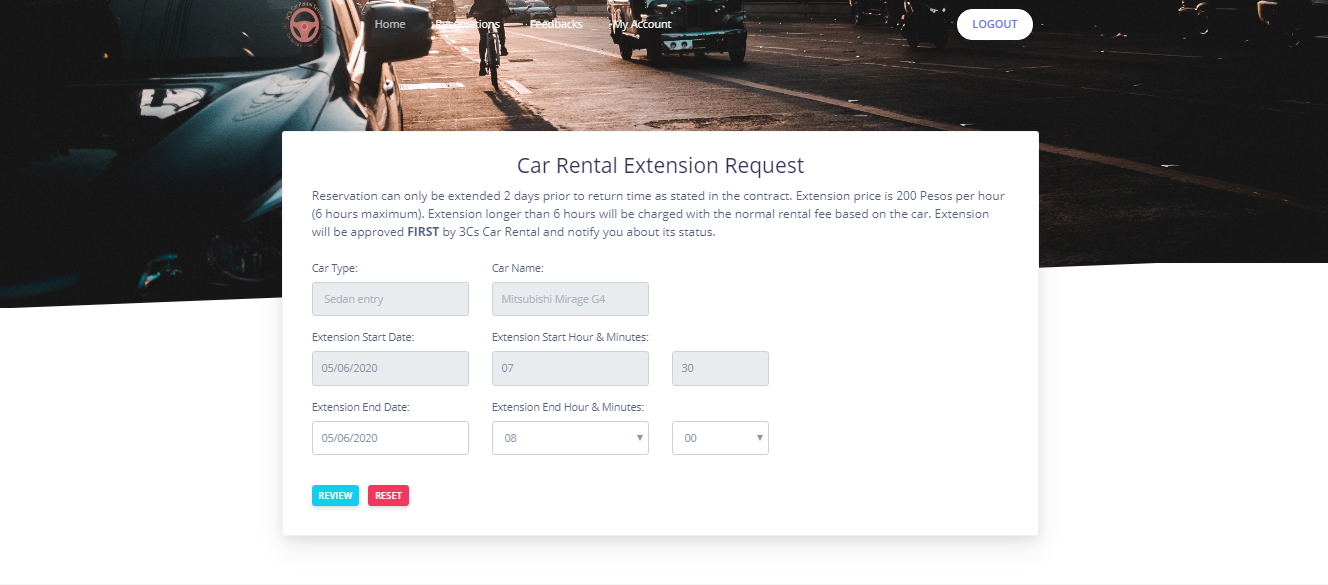 Home Reservations Feedbacks My Account LOGOUT
Car Rental Extension Request
Reservation can only be extended 2 days prior to return time as stated in the contract. Extension price is 200 Pesos per hour
(6 hours maximum). Extension longer than 6 hours will be charged with the normal rental fee based on the car. Extension
will be approved FIRST by 3Cs Car Rental and notify you about its status.
Car Type: Car Name:
Sedan entry Mitsubishi Mirage G4
Extension Start Date: Extension Start Hour & Minutes:
05/06/2020 07 30
Extension End Date: Extension End Hour & Minutes:
05/06/2020 08 00
REVIEW RESET